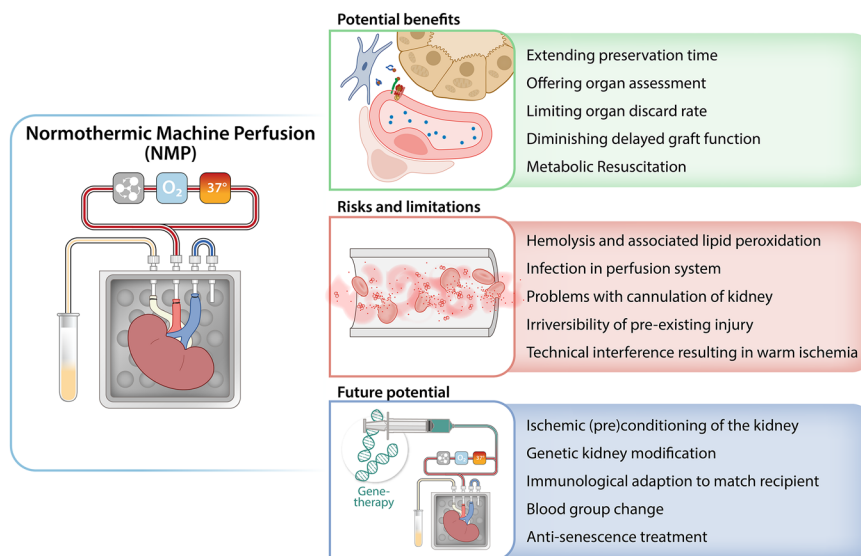 Normothermic Machine Perfusion
(NMP)
O₂
37°
Potential benefits
Extending preservation time
Offering organ assessment
Limiting organ discard rate
Diminishing delayed graft function
Metabolic Resuscitation
Risks and limitations
Hemolysis and associated lipid peroxidation
Infection in perfusion system
Problems with cannulation of kidney
Irriversibility of pre-existing injury
Technical interference resulting in warm ischemia
Future potential
Gene-
therapy
O₂
37°
Ischemic (pre)conditioning of the kidney
Genetic kidney modification
Immunological adaption to match recipient
Blood group change
Anti-senescence treatment